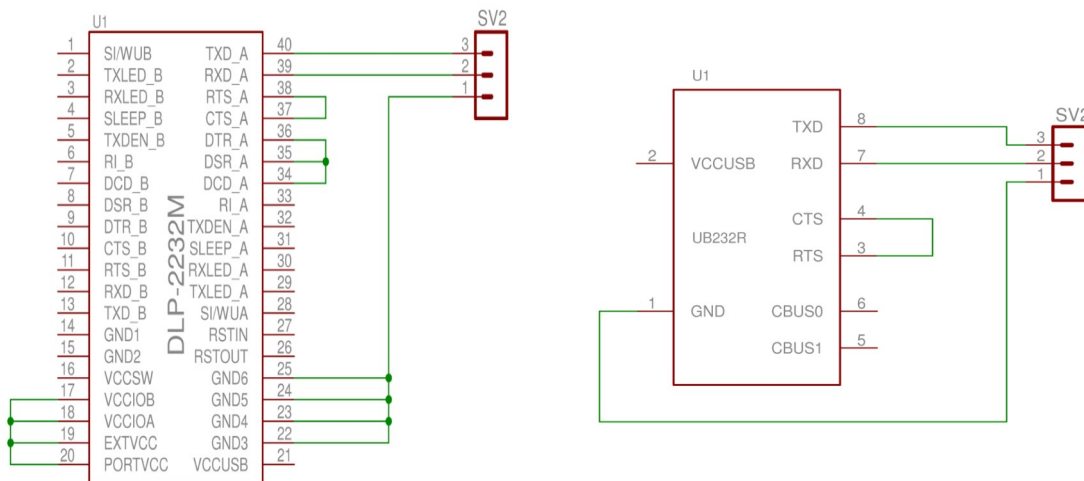 U1
SV2
1 SI/WUB TXD_A 40 3
2 TXLED_B RXD_A 39 2
3 RXLED_B RTS_A 38 1
4 SLEEP_B CTS_A 37
5 TXDEN_B DTR_A 36
6 RI_B DSR_A 35
7 DCD_B DCD_A 34
8 DSR_B RI_A 33
9 DTR_B TXDEN_A 32
10 CTS_B SLEEP_A 31
11 RTS_B RXLED_A 30
12 RXD_B TXLED_A 29
13 TXD_B SI/WUA 28
14 GND1 RSTIN 27
15 GND2 RSTOUT 26
16 VCCSW GND6 25
17 VCCIOB GND5 24
18 VCCIOA GND4 23
19 EXTVCC GND3 22
20 PORTVCC VCCUSB 21
DLP-2232M
U1
SV2
TXD 8 3
2 VCCUSB RXD 7 2
1
CTS 4
UB232R
RTS 3
1 GND CBUS0 6
CBUS1 5